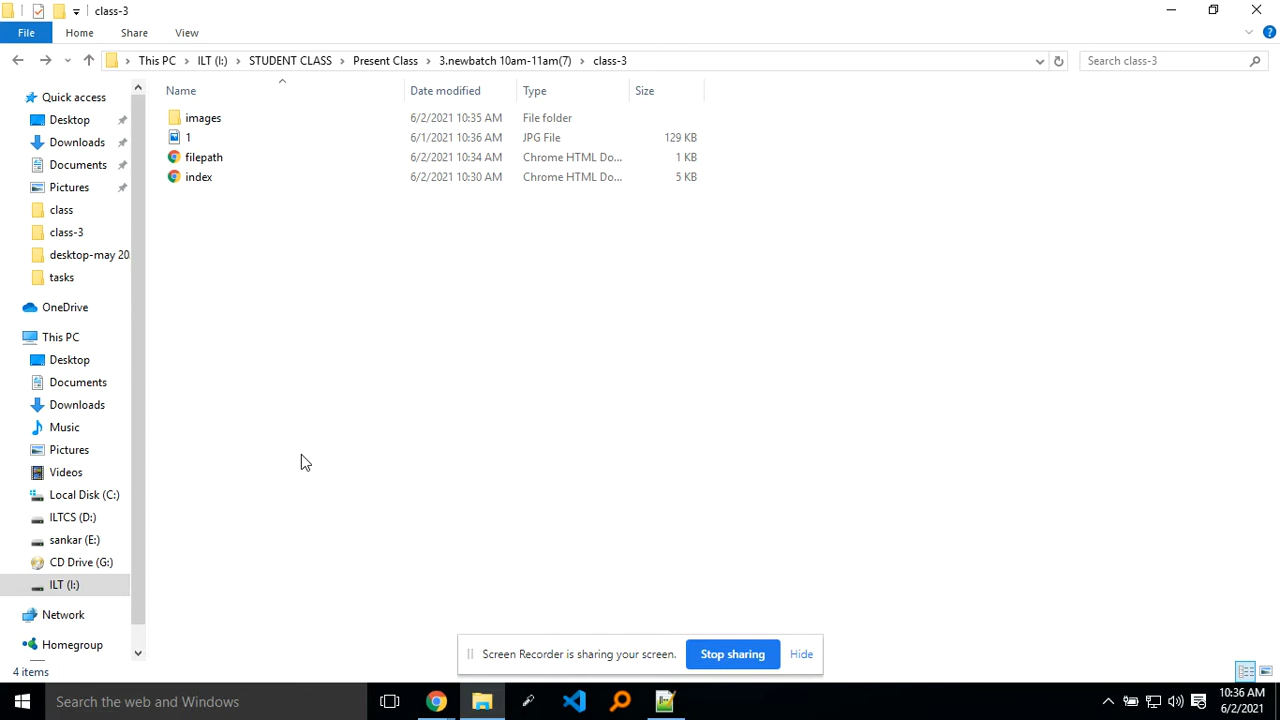 class-3
File Home Share View
This PC ILT (I:) STUDENT CLASS Present Class 3.newbatch 10am-11am(7) class-3 Search class-3
Name Date modified Type Size
Quick access
Desktop
Downloads
Documents
Pictures
class
class-3
desktop-may 20
tasks
OneDrive
This PC
Desktop
Documents
Downloads
Music
Pictures
Videos
Local Disk (C:)
ILTCS (D:)
sankar (E:)
CD Drive (G:)
ILT (I:)
Network
Homegroup
images 6/2/2021 10:35 AM File folder
1 6/1/2021 10:36 AM JPG File 129 KB
filepath 6/2/2021 10:34 AM Chrome HTML Do... 1 KB
index 6/2/2021 10:30 AM Chrome HTML Do... 5 KB
Screen Recorder is sharing your screen. Stop sharing Hide
4 items
Search the web and Windows
10:36 AM
6/2/2021